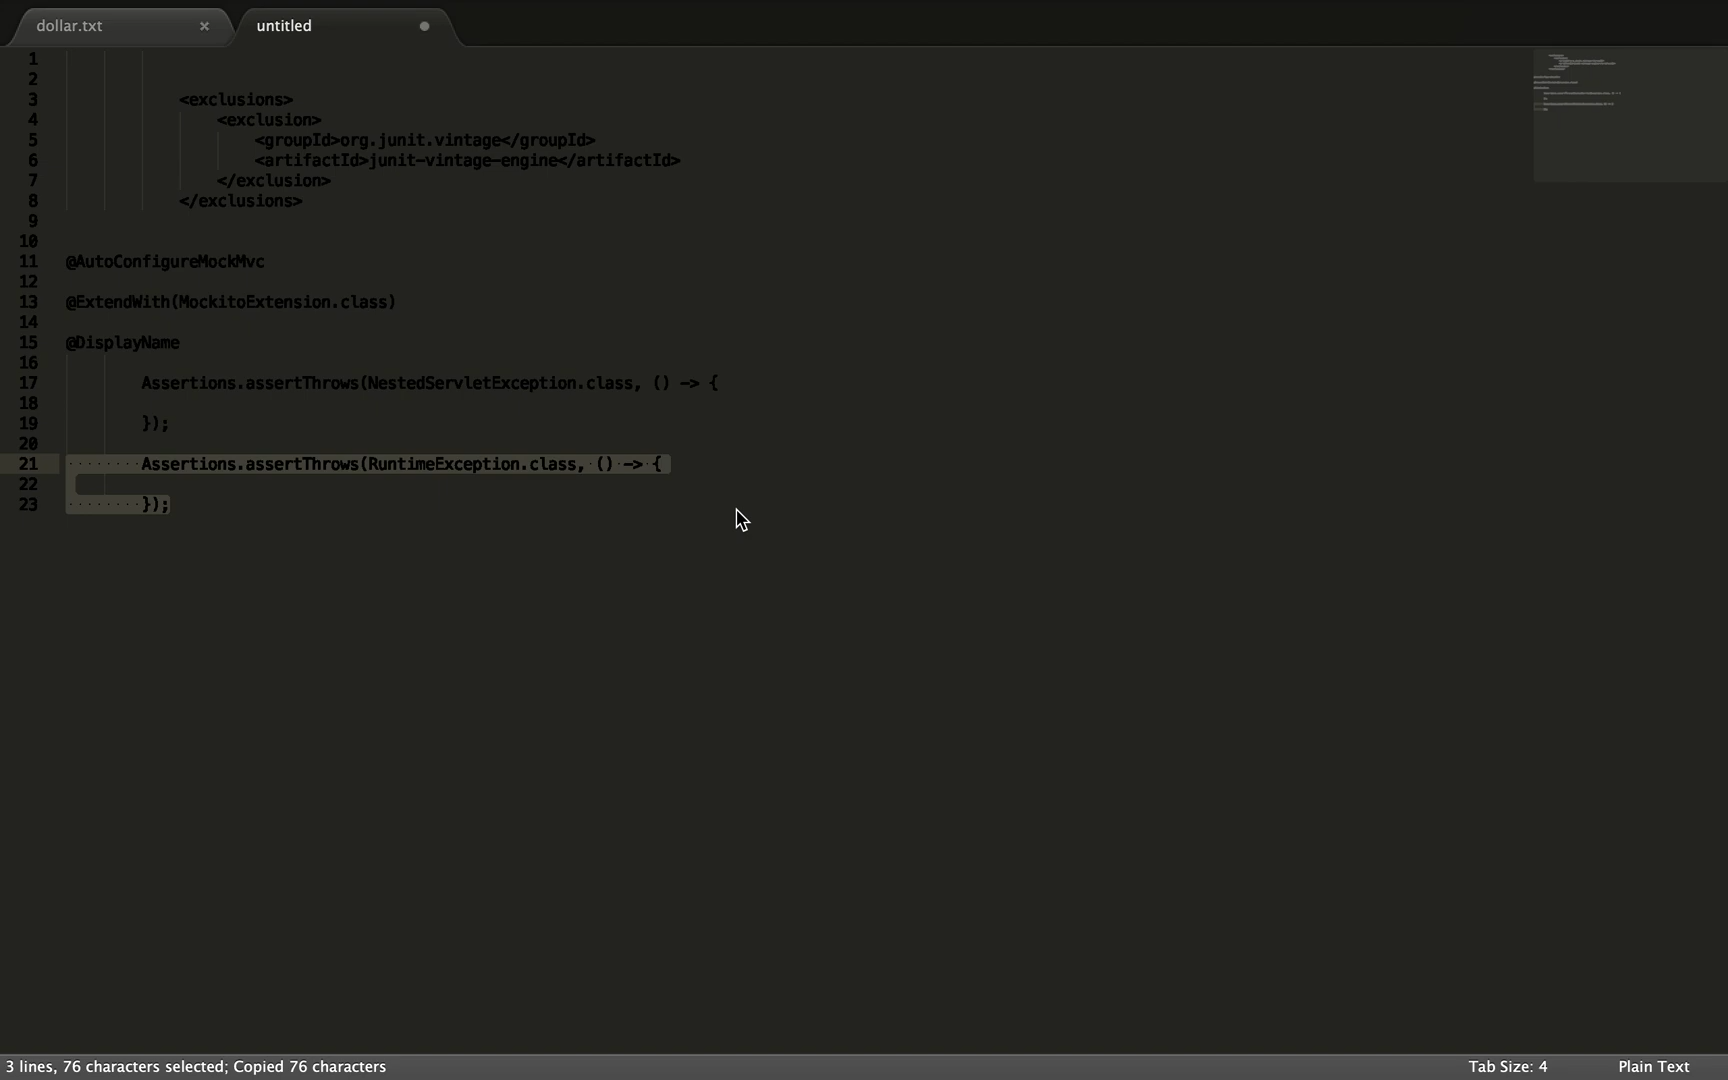 dollar.txt ×
untitled
1
2
3 <exclusions>
4 <exclusion>
5 <groupId>org.junit.vintage</groupId>
6 <artifactId>junit-vintage-engine</artifactId>
7 </exclusion>
8 </exclusions>
9
10
11 @AutoConfigureMockMvc
12
13 @ExtendWith(MockitoExtension.class)
14
15 @DisplayName
16
17 Assertions.assertThrows(NestedServletException.class, () -> {
18
19 });
20
21 Assertions.assertThrows(RuntimeException.class, () -> {
22
23 });
3 lines, 76 characters selected; Copied 76 characters
Tab Size: 4
Plain Text